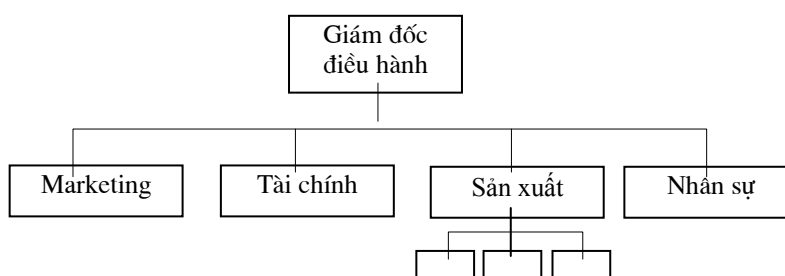 Giám đốc
điều hành
Marketing
Tài chính
Sản xuất
Nhân sự